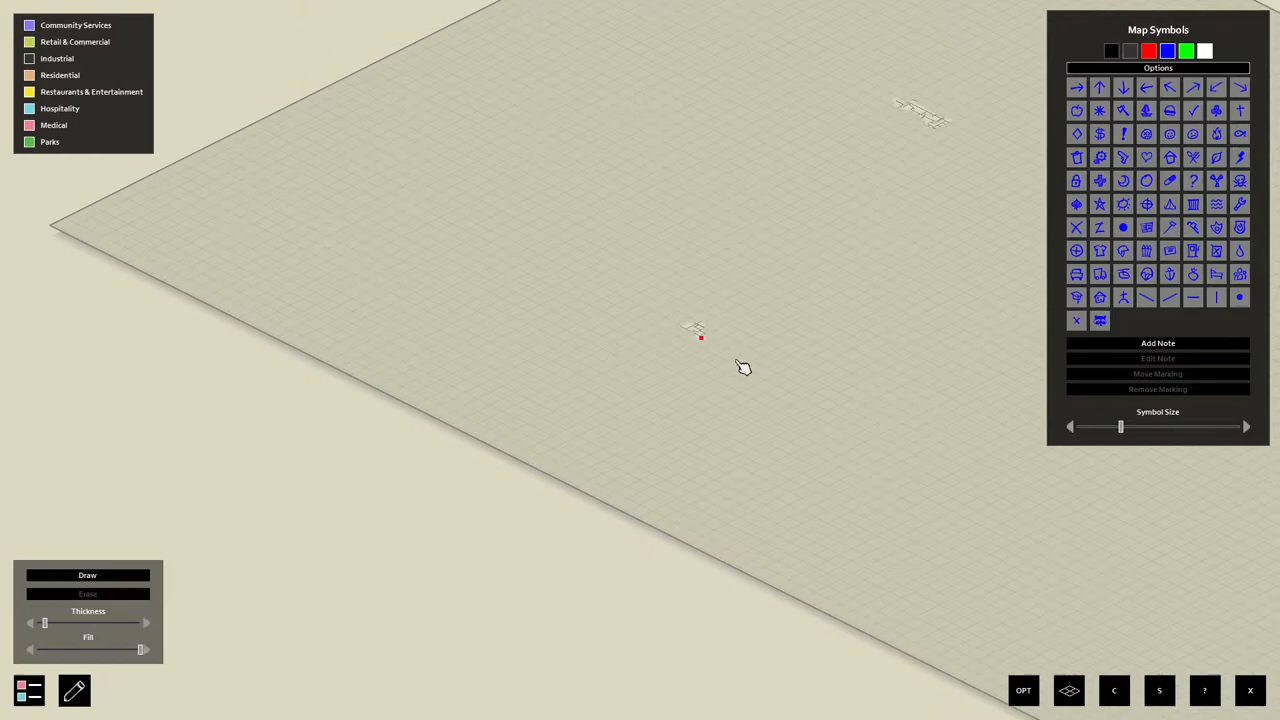 Community Services
Retail & Commercial
Industrial
Residential
Restaurants & Entertainment
Hospitality
Medical
Parks
Map Symbols
Options
Add Note
Edit Note
Move Marking
Remove Marking
Symbol Size
Draw
Erase
Thickness
Fill
OPT
C
S
?
X